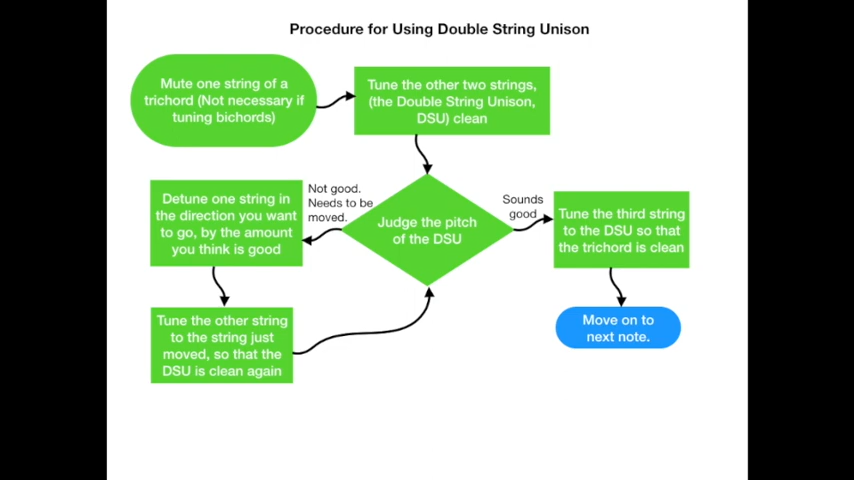 Procedure for Using Double String Unison
Mute one string of a
trichord (Not necessary if
tuning bichords)
Tune the other two strings,
(the Double String Unison,
DSU) clean
Not good.
Needs to be
moved.
Detune one string in
the direction you want
to go, by the amount
you think is good
Judge the pitch
of the DSU
Sounds
good
Tune the third string
to the DSU so that
the trichord is clean
Tune the other string
to the string just
moved, so that the
DSU is clean again
Move on to
next note.